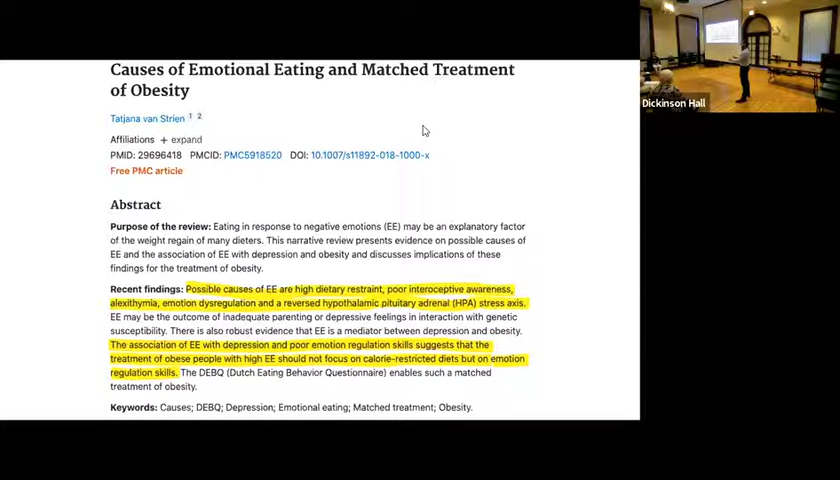 Causes of Emotional Eating and Matched Treatment
of Obesity
Tatjana van Strien 1 2
Affiliations + expand
PMID: 29696418 PMCID: PMC5918520 DOI: 10.1007/s11892-018-1000-x
Free PMC article
Abstract
Purpose of the review: Eating in response to negative emotions (EE) may be an explanatory factor
of the weight regain of many dieters. This narrative review presents evidence on possible causes of
EE and the association of EE with depression and obesity and discusses implications of these
findings for the treatment of obesity.
Recent findings: Possible causes of EE are high dietary restraint, poor interoceptive awareness,
alexithymia, emotion dysregulation and a reversed hypothalamic pituitary adrenal (HPA) stress axis.
EE may be the outcome of inadequate parenting or depressive feelings in interaction with genetic
susceptibility. There is also robust evidence that EE is a mediator between depression and obesity.
The association of EE with depression and poor emotion regulation skills suggests that the
treatment of obese people with high EE should not focus on calorie-restricted diets but on emotion
regulation skills. The DEBQ (Dutch Eating Behavior Questionnaire) enables such a matched
treatment of obesity.
Keywords: Causes; DEBQ; Depression; Emotional eating; Matched treatment; Obesity.
Dickinson Hall